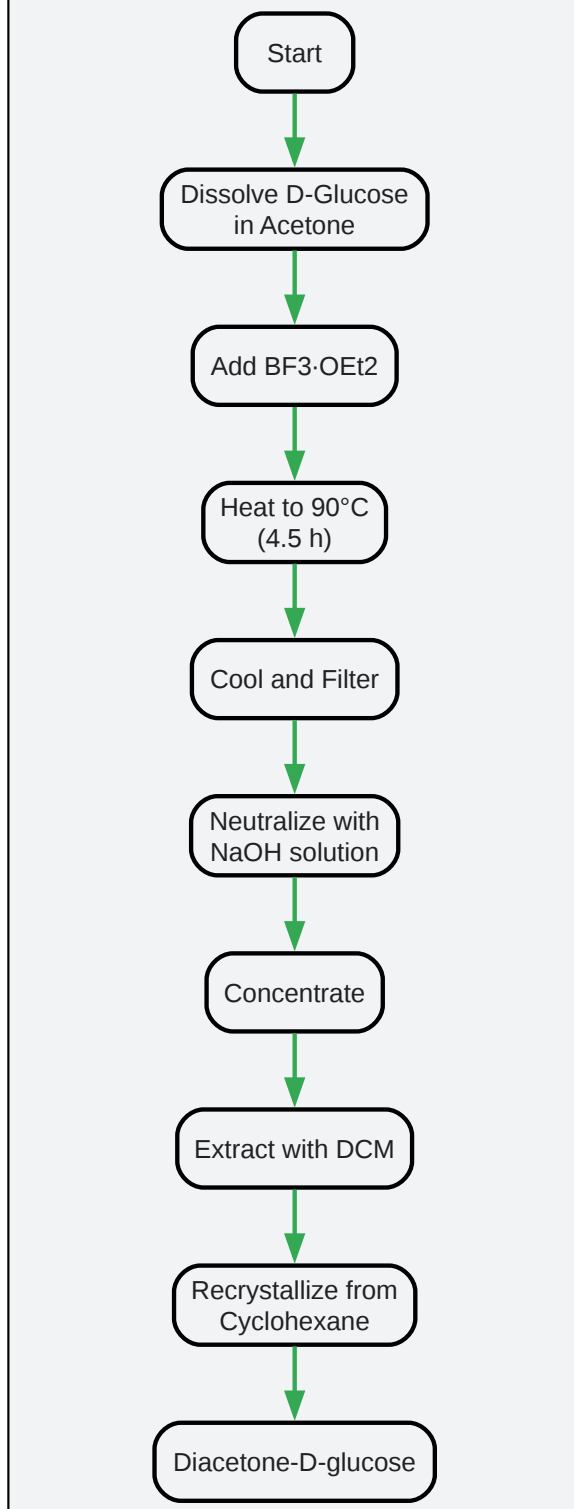 Start
Dissolve D-Glucose
in Acetone
Add BF3·OEt2
Heat to 90°C
(4.5 h)
Cool and Filter
Neutralize with
NaOH solution
Concentrate
Extract with DCM
Recrystallize from
Cyclohexane
Diacetone-D-glucose